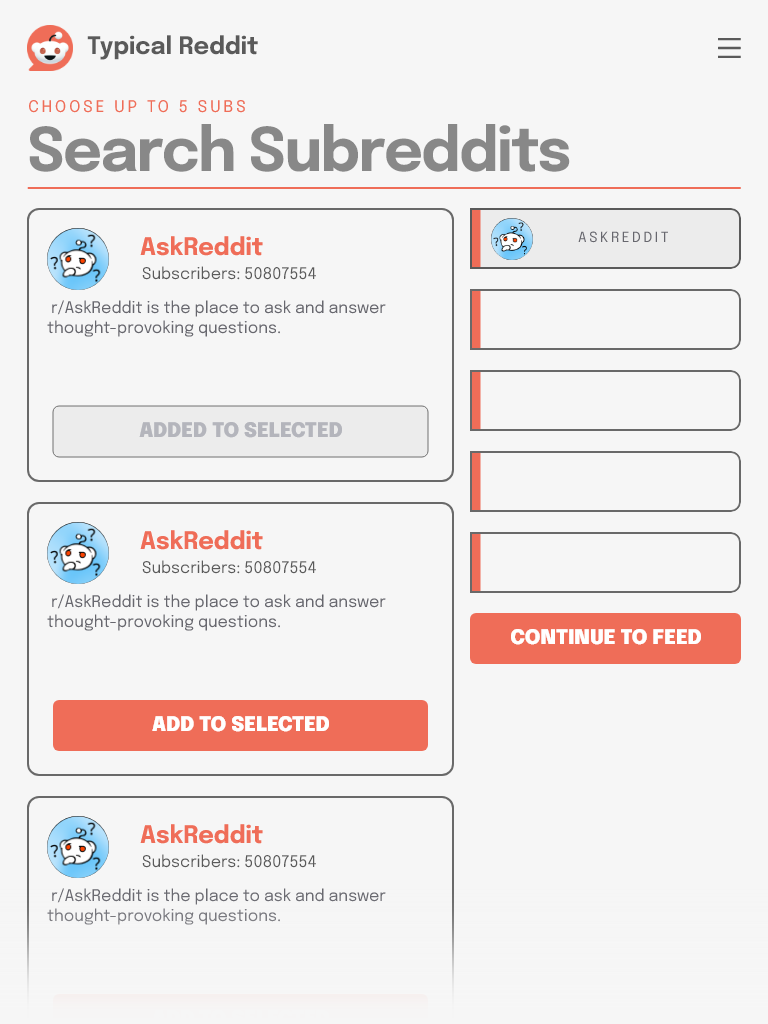 Typical Reddit
CHOOSE UP TO 5 SUBS
Search Subreddits
AskReddit
Subscribers: 50807554
r/AskReddit is the place to ask and answer
thought-provoking questions.
ADDED TO SELECTED
AskReddit
Subscribers: 50807554
r/AskReddit is the place to ask and answer
thought-provoking questions.
ADD TO SELECTED
AskReddit
Subscribers: 50807554
r/AskReddit is the place to ask and answer
thought-provoking questions.
ASKREDDIT
CONTINUE TO FEED